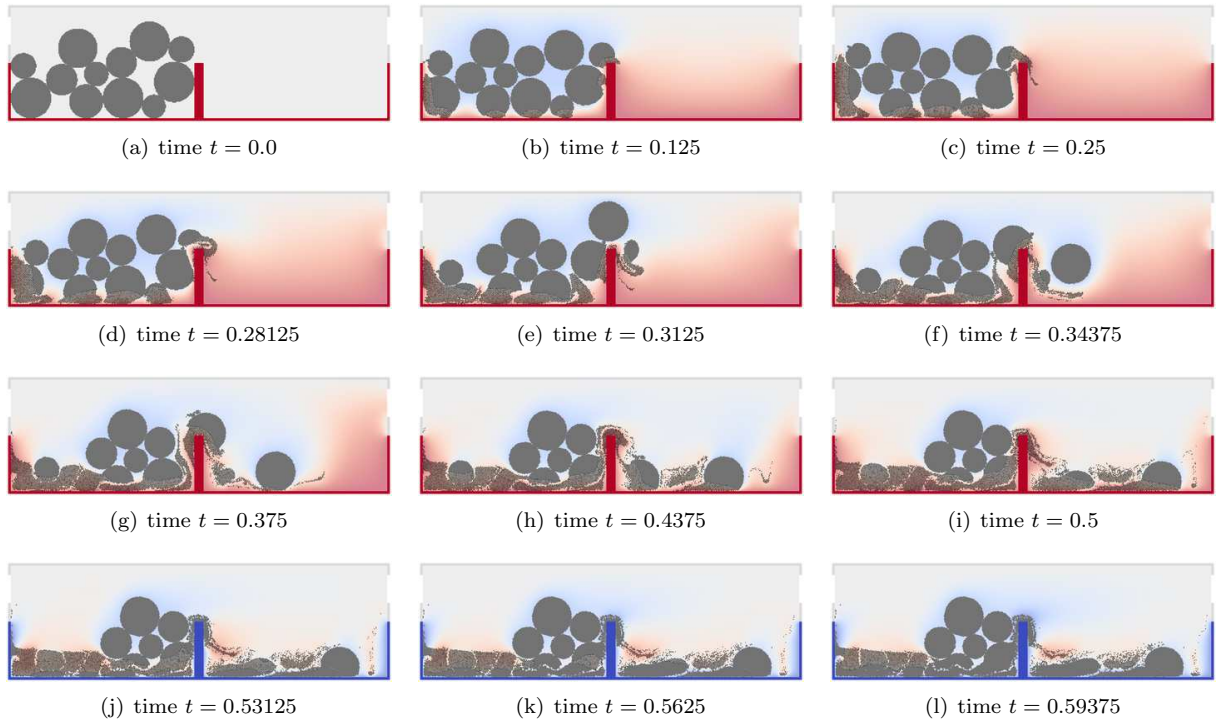 (a) time t = 0.0
(b) time t = 0.125
(c) time t = 0.25
(d) time t = 0.28125
(e) time t = 0.3125
(f) time t = 0.34375
(g) time t = 0.375
(h) time t = 0.4375
(i) time t = 0.5
(j) time t = 0.53125
(k) time t = 0.5625
(l) time t = 0.59375